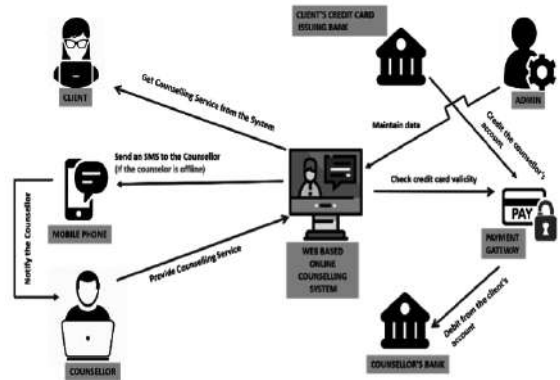 CLIENT'S CREDIT CARD
ISSUING BANK
CLIENT
ADMIN
Get Counselling Service from the System
Maintain data
Credit the counsellor's
account
Send an SMS to the Counsellor
(If the counselor is offline)
Check credit card validity
PAY
MOBILE PHONE
PAYMENT
GATEWAY
Notify the Counsellor
Provide Counselling Service
WEB BASED
ONLINE
COUNSELLING
SYSTEM
Debit from the client's
account
COUNSELLOR
COUNSELLOR'S BANK